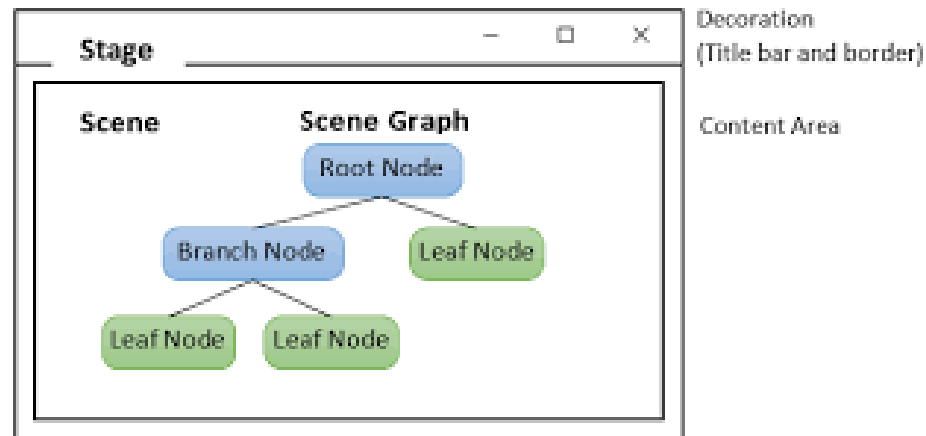 Decoration
(Title bar and border)
Stage
Scene
Scene Graph
Content Area
Root Node
Branch Node
Leaf Node
Leaf Node
Leaf Node